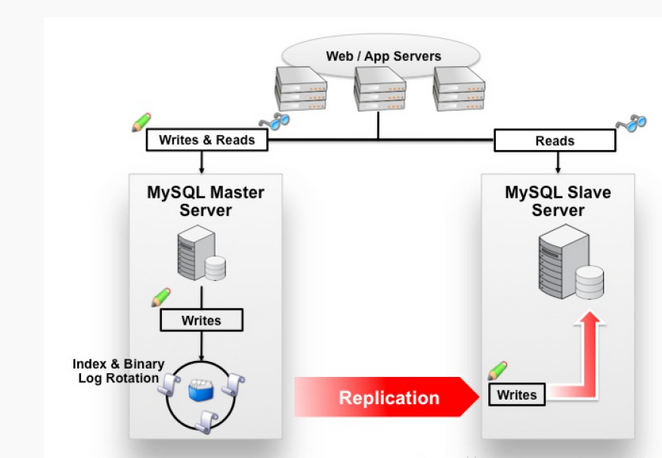 Web / App Servers
Writes & Reads
Reads
MySQL Master
Server
MySQL Slave
Server
Writes
Index & Binary
Log Rotation
Replication
Writes